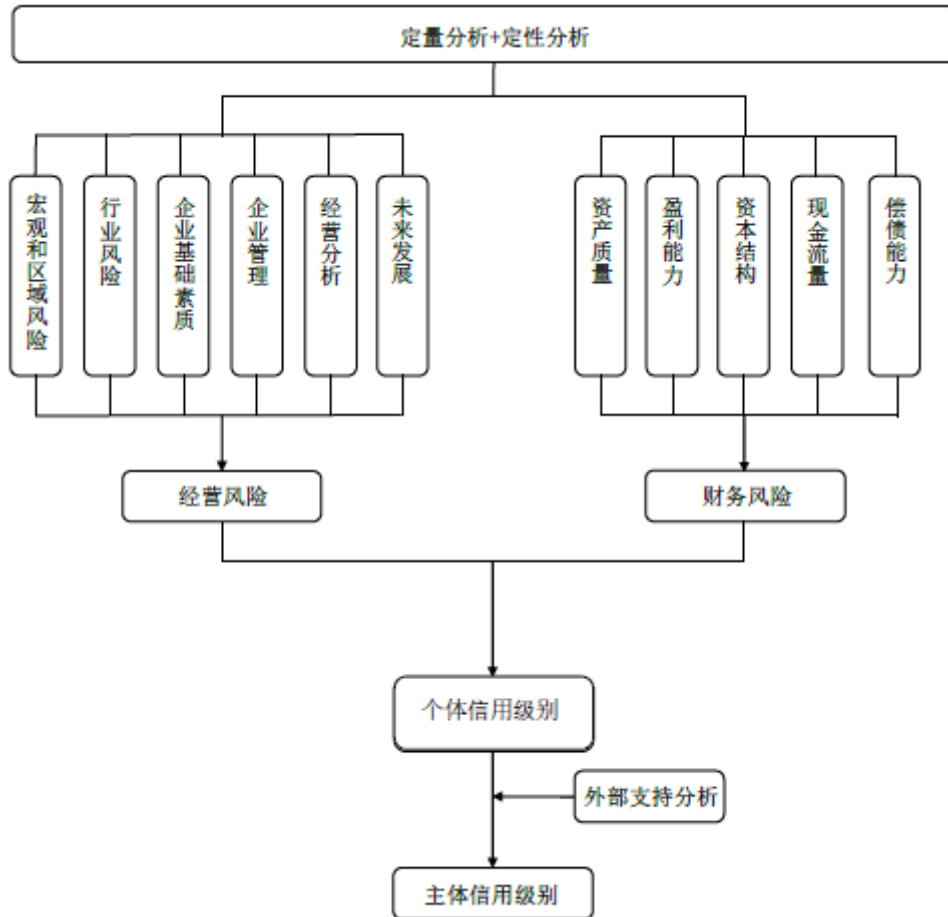 定量分析+定性分析
宏观和区域风险
行业风险
企业基础素质
企业管理
经营分析
未来发展
资产质量
盈利能力
资本结构
现金流量
偿债能力
经营风险
财务风险
个体信用级别
外部支持分析
主体信用级别